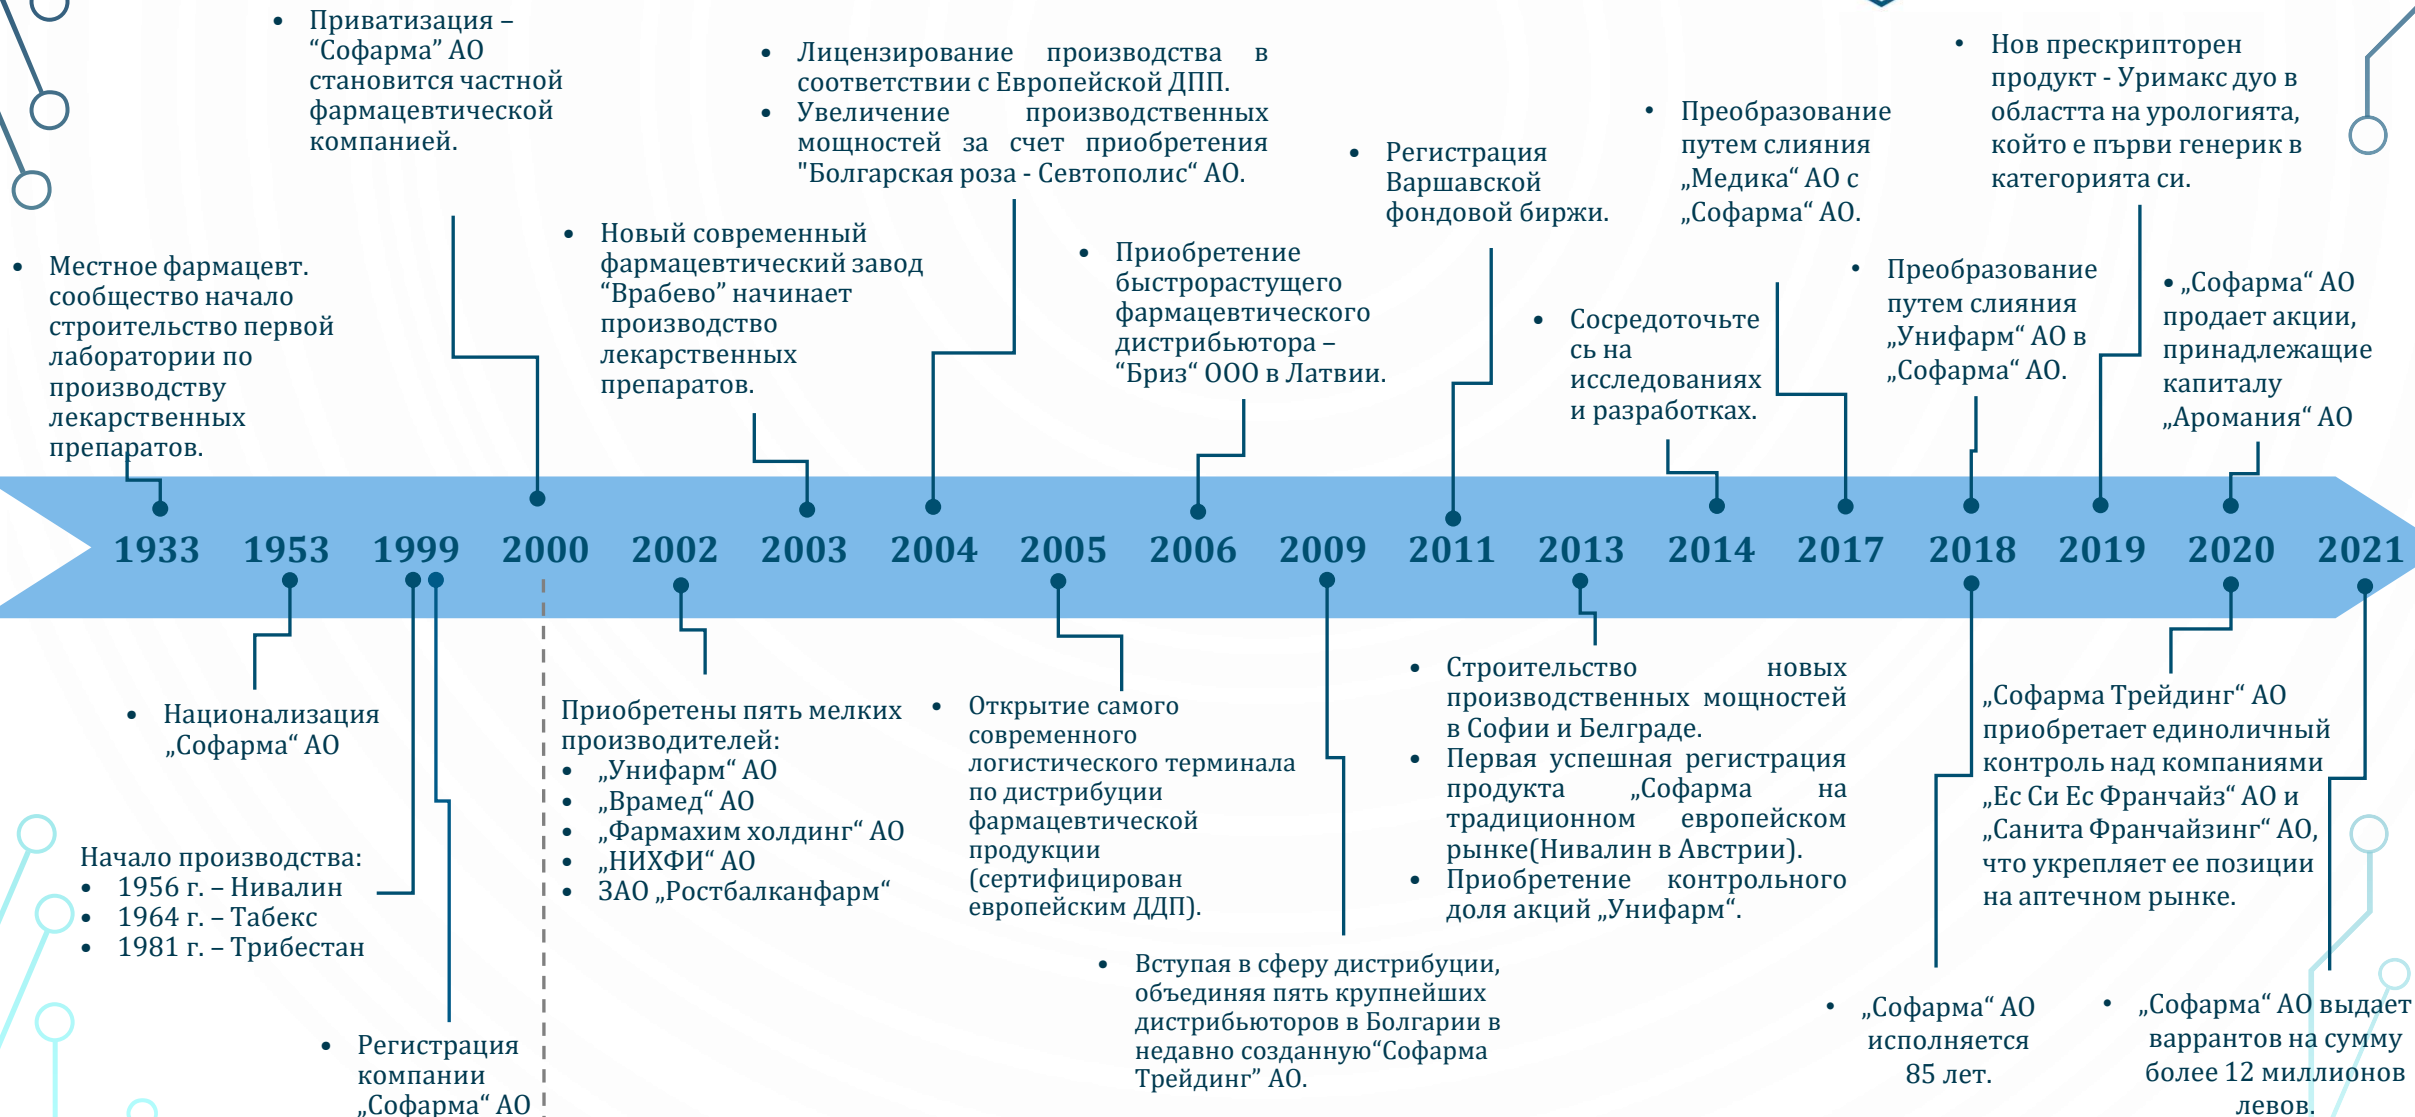 • Приватизация –
“Софарма” АО
становится частной
фармацевтической
компанией.
• Лицензирование производства в
соответствии с Европейской ДПП.
• Увеличение производственных
мощностей за счет приобретения
"Болгарская роза - Севтополис“ АО.
• Нов прескрипторен
продукт - Уримакс дуо в
областта на урологията,
който е първи генерик в
категорията си.
• Преобразование
путем слияния
„Медика“ АО с
„Софарма“ АО.
• Регистрация
Варшавской
фондовой биржи.
• Местное фармацевт.
сообщество начало
строительство первой
лаборатории по
производству
лекарственных
препаратов.
• Новый современный
фармацевтический завод
“Врабево” начинает
производство
лекарственных
препаратов.
• Приобретение
быстрорастущего
фармацевтического
дистрибьютора –
“Бриз“ ООО в Латвии.
• Сосредоточьте
сь на
исследованиях
и разработках.
• Преобразование
путем слияния
„Унифарм“ АО в
„Софарма“ АО.
• „Софарма“ АО
продает акции,
принадлежащие
капиталу
„Аромания“ АО
1933 1953 1999 2000 2002 2003 2004 2005 2006 2009 2011 2013 2014 2017 2018 2019 2020 2021
• Национализация
„Софарма“ АО
Начало производства:
• 1956 г. – Нивалин
• 1964 г. – Табекс
• 1981 г. – Трибестан
• Регистрация
компании
„Софарма“ АО
Приобретены пять мелких
производителей:
• „Унифарм“ АО
• „Врамед“ АО
• „Фармахим холдинг“ АО
• „НИХФИ“ АО
• ЗАО „Ростбалканфарм“
• Открытие самого
современного
логистического терминала
по дистрибуции
фармацевтической
продукции
(сертифицирован
европейским ДДП).
• Вступая в сферу дистрибуции,
объединяя пять крупнейших
дистрибьюторов в Болгарии в
недавно созданную“Софарма
Трейдинг” АО.
• Строительство новых
производственных мощностей
в Софии и Белграде.
• Первая успешная регистрация
продукта „Софарма на
традиционном европейском
рынке(Нивалин в Австрии).
• Приобретение контрольного
доля акций „Унифарм“.
„Софарма Трейдинг“ АО
приобретает единоличный
контроль над компаниями
„Ес Си Ес Франчайз“ АО и
„Санита Франчайзинг“ АО,
что укрепляет ее позиции
на аптечном рынке.
• „Софарма“ АО
исполняется
85 лет.
• „Софарма“ АО выдает
варрантов на сумму
более 12 миллионов
левов.